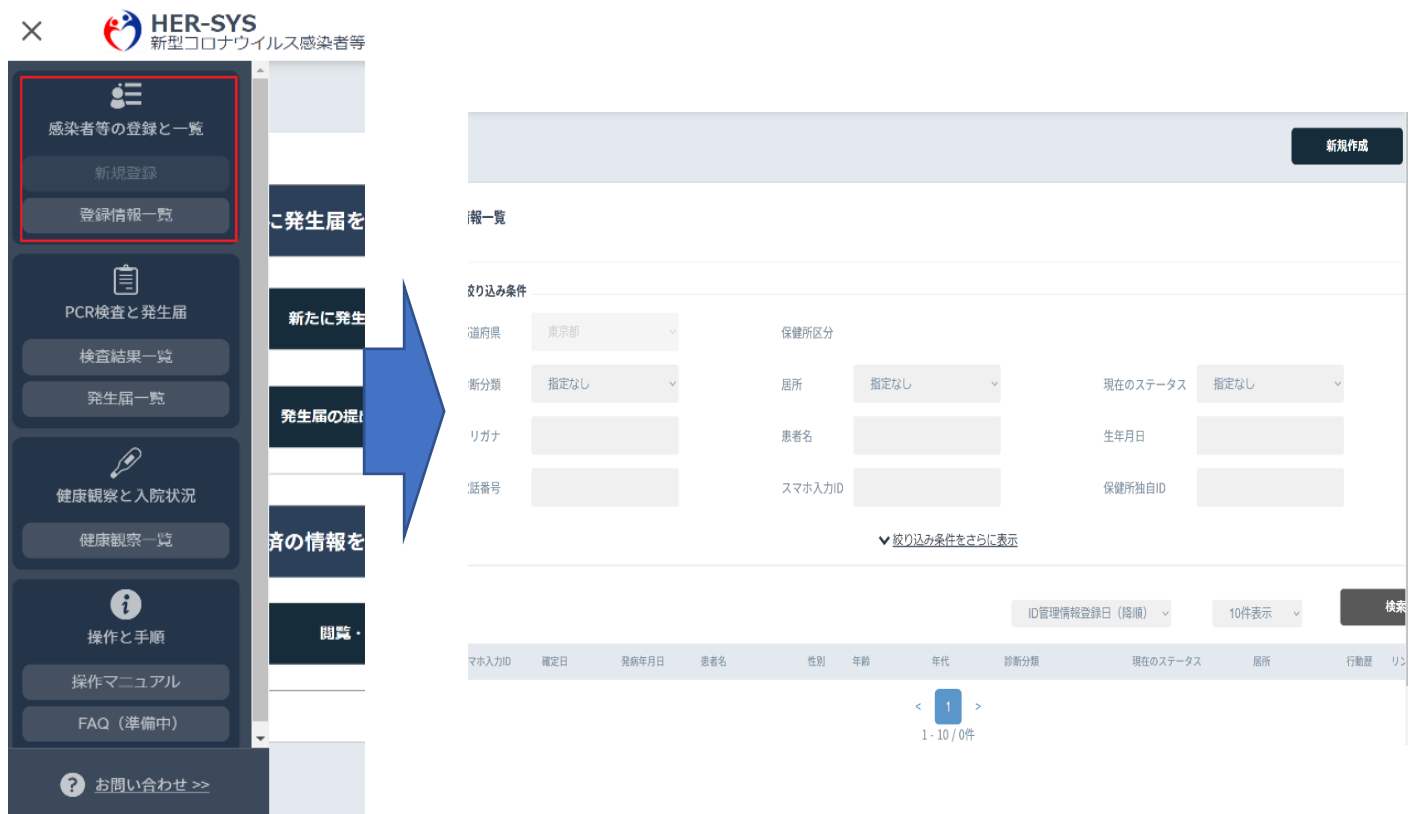 HER-SYS
新型コロナウイルス感染者等
感染者等の登録と一覧
新規登録
登録情報一覧
PCR検査と発生届
検査結果一覧
発生届一覧
健康観察と入院状況
健康観察一覧
操作と手順
操作マニュアル
FAQ（準備中）
? お問い合わせ >>
に発生届を
新たに発生
発生届の提
済の情報を
閲覧・
新規作成
報一覧
絞り込み条件
道府県 東京都 保健所区分
断分類 指定なし 居所 指定なし 現在のステータス 指定なし
リガナ 患者名 生年月日
話番号 スマホ入力ID 保健所独自ID
絞り込み条件をさらに表示
ID管理情報登録日（降順） 10件表示 検索
マホ入力ID 確定日 発病年月日 患者名 性別 年齢 年代 診断分類 現在のステータス 居所 行動歴 リン
< 1 >
1 - 10 / 0件